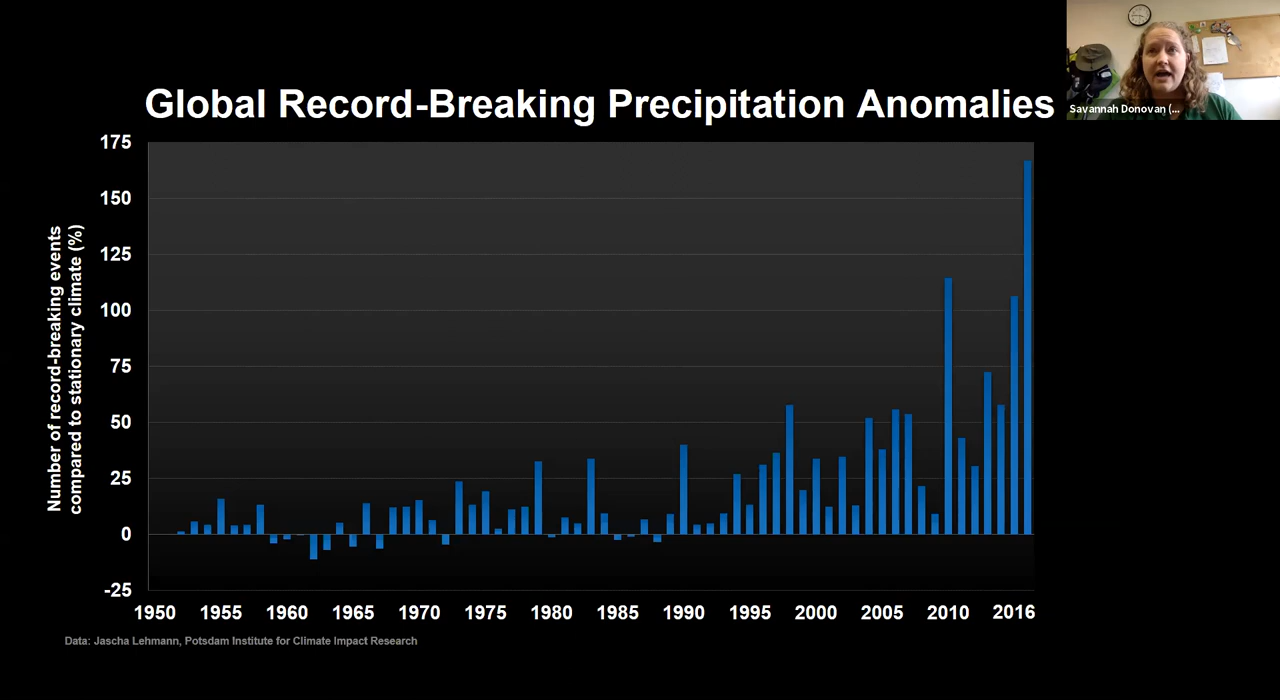 Global Record-Breaking Precipitation Anomalies
Savannah Donovan (...
Number of record-breaking events
compared to stationary climate (%)
175
150
125
100
75
50
25
0
-25
1950 1955 1960 1965 1970 1975 1980 1985 1990 1995 2000 2005 2010 2016
Data: Jascha Lehmann, Potsdam Institute for Climate Impact Research